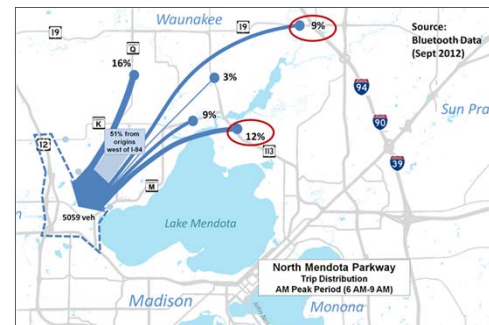 Waunakee
19
19
9%
Source:
Bluetooth Data
(Sept 2012)
Q
16%
3%
94
9%
12%
90
Sun Pra
K
51% from
origins
west of I-94
12
113
39
M
5059 veh
Lake Mendota
North Mendota Parkway
Trip Distribution
AM Peak Period (6 AM-9 AM)
Madison
Monona